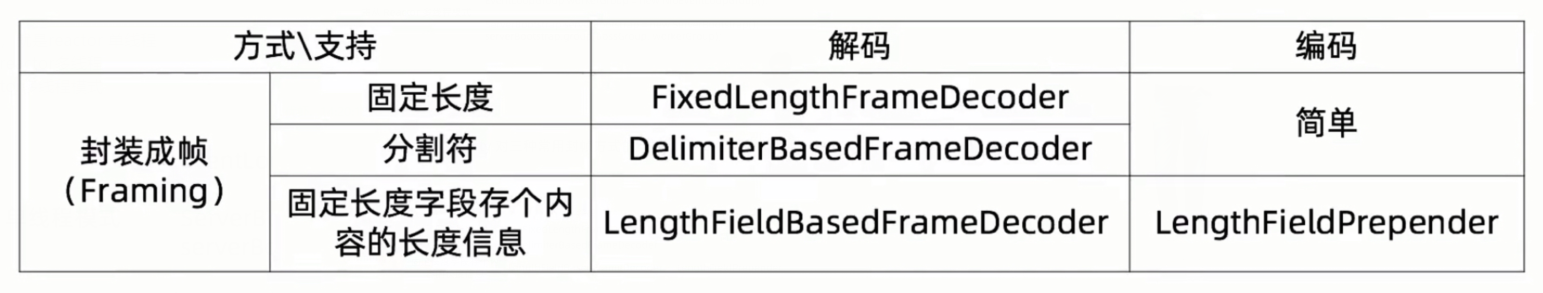 方式\支持
解码
编码
封装成帧
（Framing）
固定长度
FixedLengthFrameDecoder
简单
分割符
DelimiterBasedFrameDecoder
固定长度字段存个内
容的长度信息
LengthFieldBasedFrameDecoder
LengthFieldPrepender